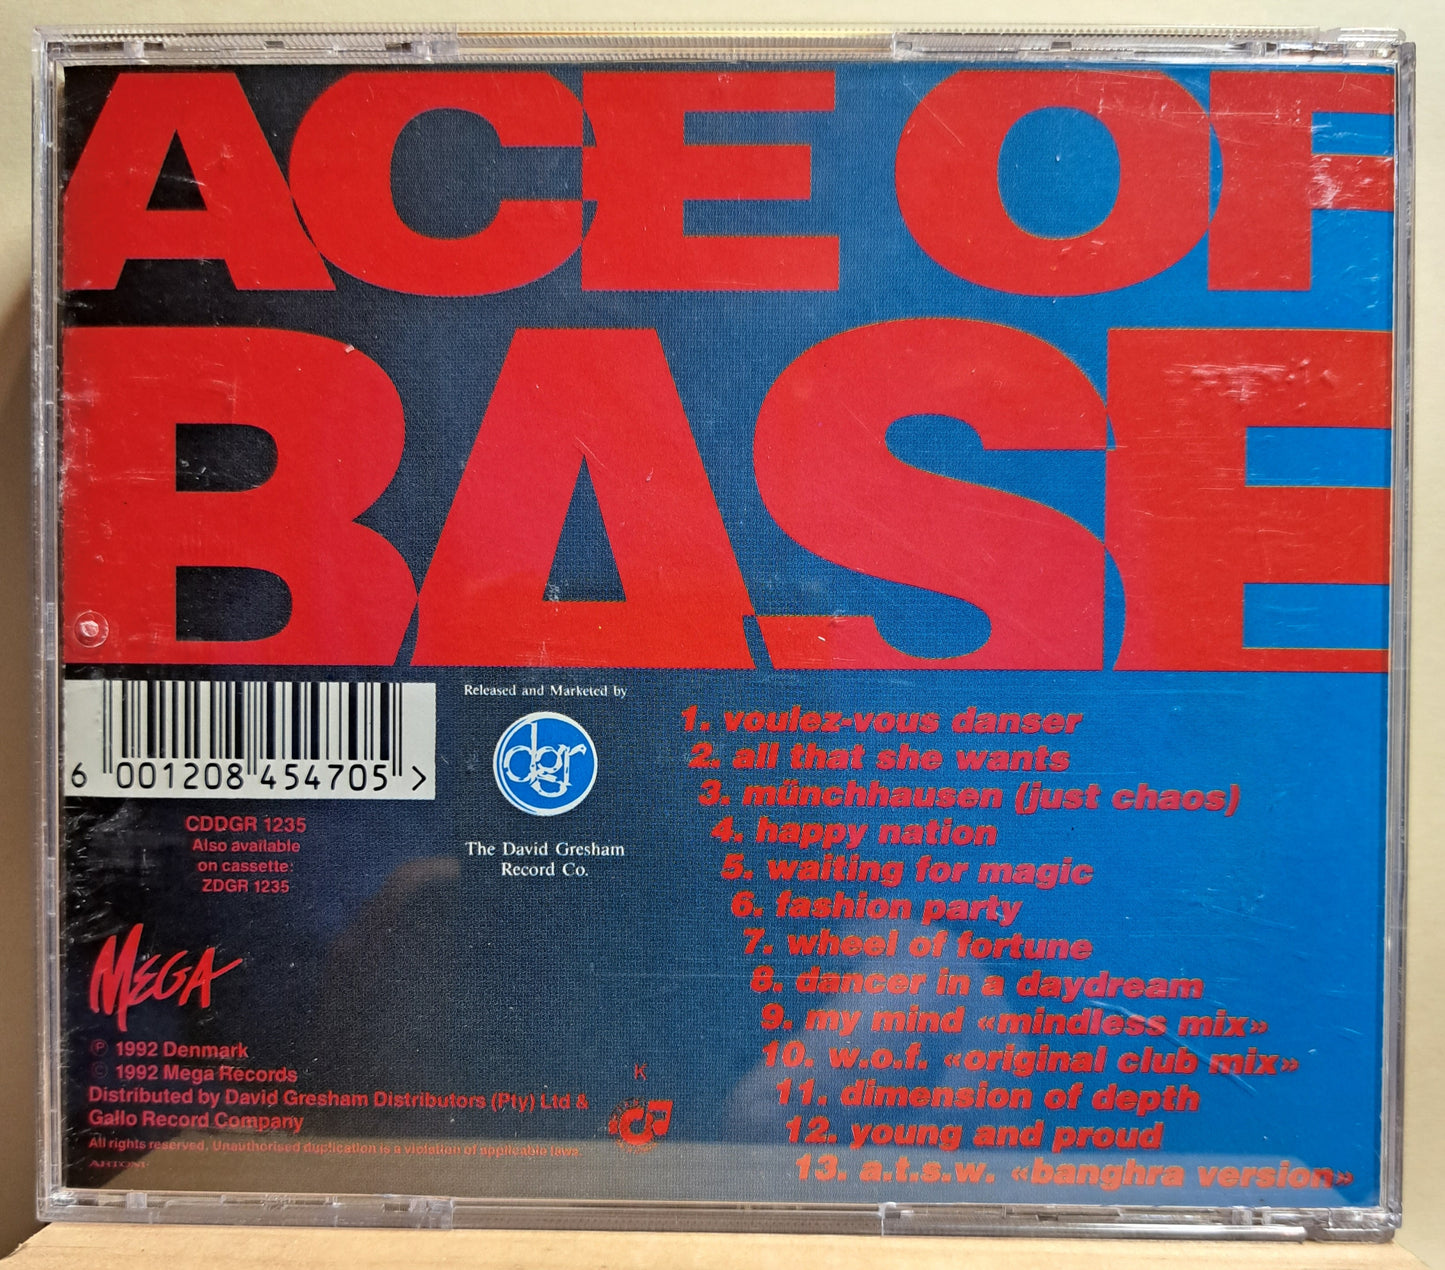 ACE OF
BASE
6 001208 454705 >
CDDGR 1235
Also available
on cassette:
ZDGR 1235
Released and Marketed by
dgr
The David Gresham
Record Co.
1. voulez-vous danser
2. all that she wants
3. münchhausen (just chaos)
4. happy nation
5. waiting for magic
6. fashion party
7. wheel of fortune
8. dancer in a daydream
9. my mind «mindless mix»
10. w.o.f. «original club mix»
11. dimension of depth
12. young and proud
13. a.t.s.w. «banghra version»
MEGA
℗ 1992 Denmark
© 1992 Mega Records
Distributed by David Gresham Distributors (Pty) Ltd &
Gallo Record Company
All rights reserved. Unauthorised duplication is a violation of applicable laws.
K